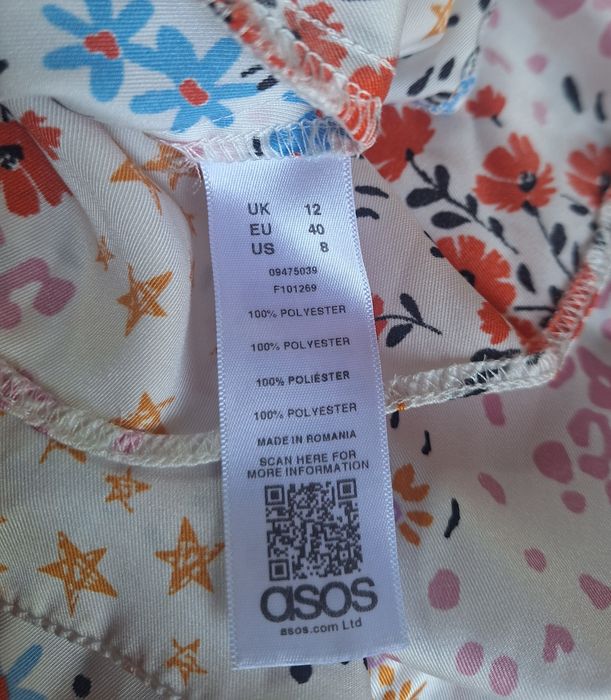 UK 12
EU 40
US 8
09475039
F101269
100% POLYESTER
100% POLYESTER
100% POLIÉSTER
100% POLYESTER
MADE IN ROMANIA
SCAN HERE FOR
MORE INFORMATION
asos
asos.com Ltd